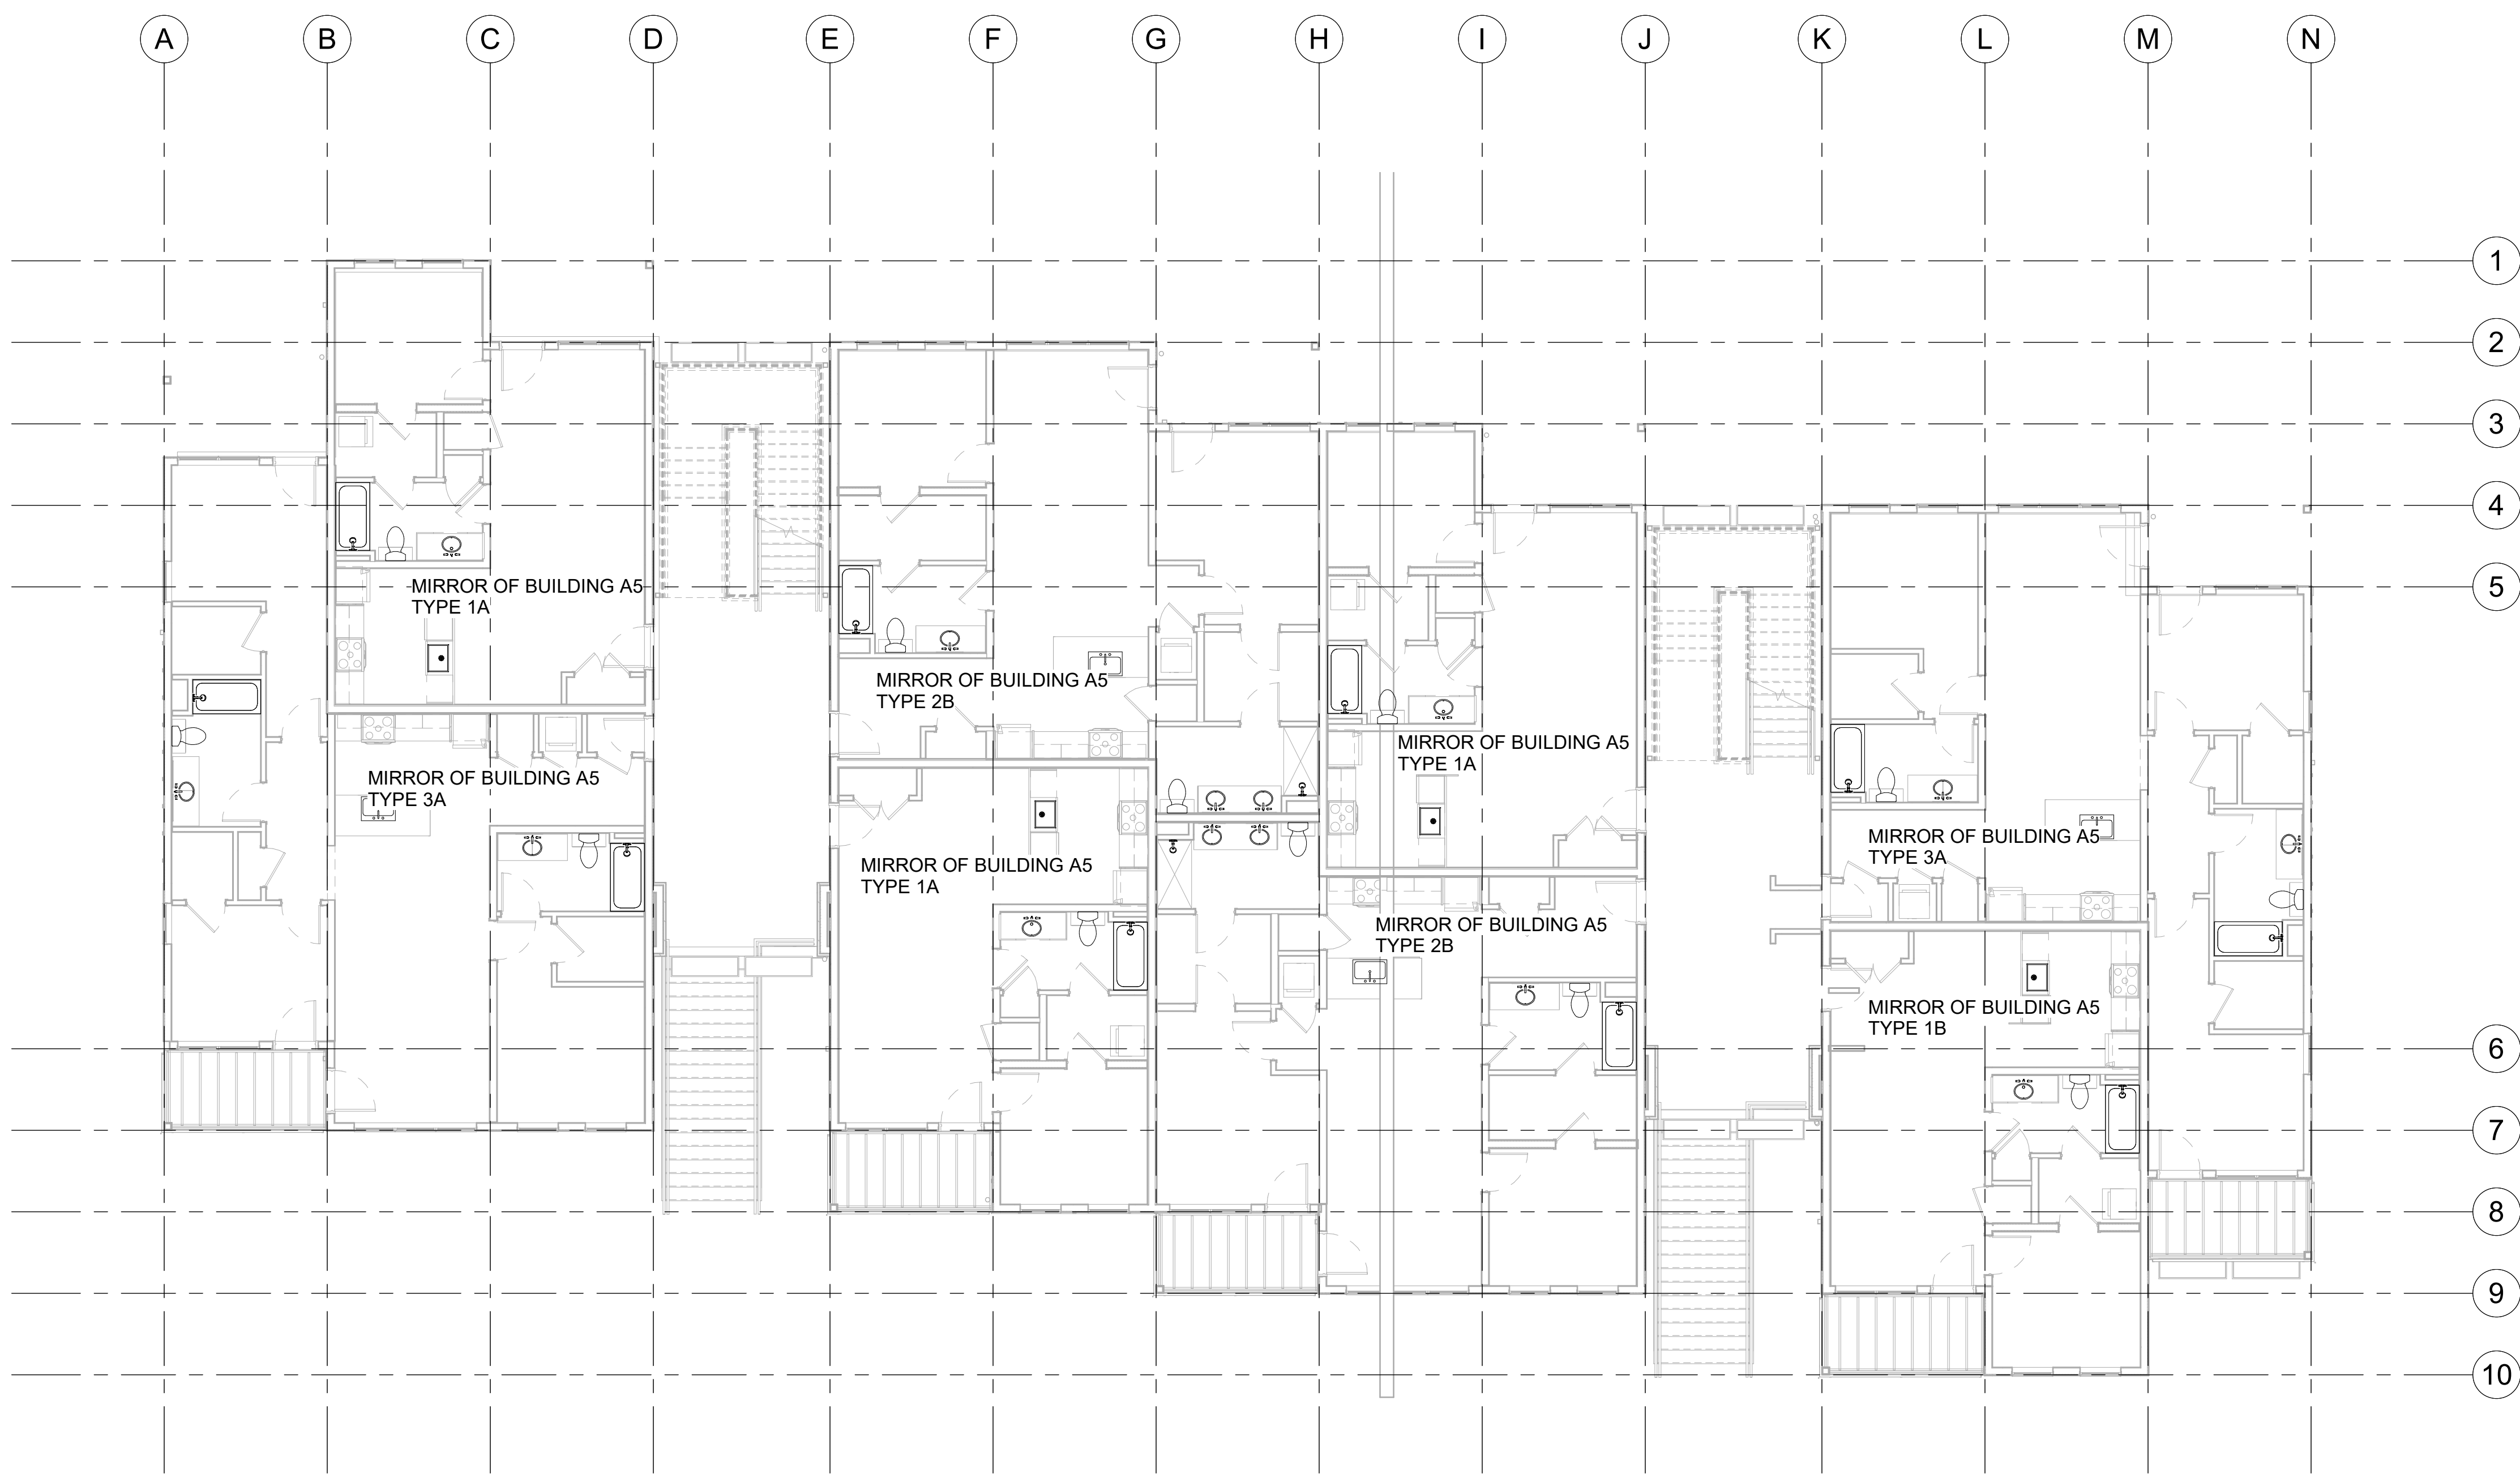 A B C D E F G H I J K L M N
1
2
3
4
5
MIRROR OF BUILDING A5
TYPE 1A
MIRROR OF BUILDING A5
TYPE 2B
MIRROR OF BUILDING A5
TYPE 1A
MIRROR OF BUILDING A5
TYPE 3A
MIRROR OF BUILDING A5
TYPE 3A
MIRROR OF BUILDING A5
TYPE 1A
MIRROR OF BUILDING A5
TYPE 2B
MIRROR OF BUILDING A5
TYPE 1B
6
7
8
9
10